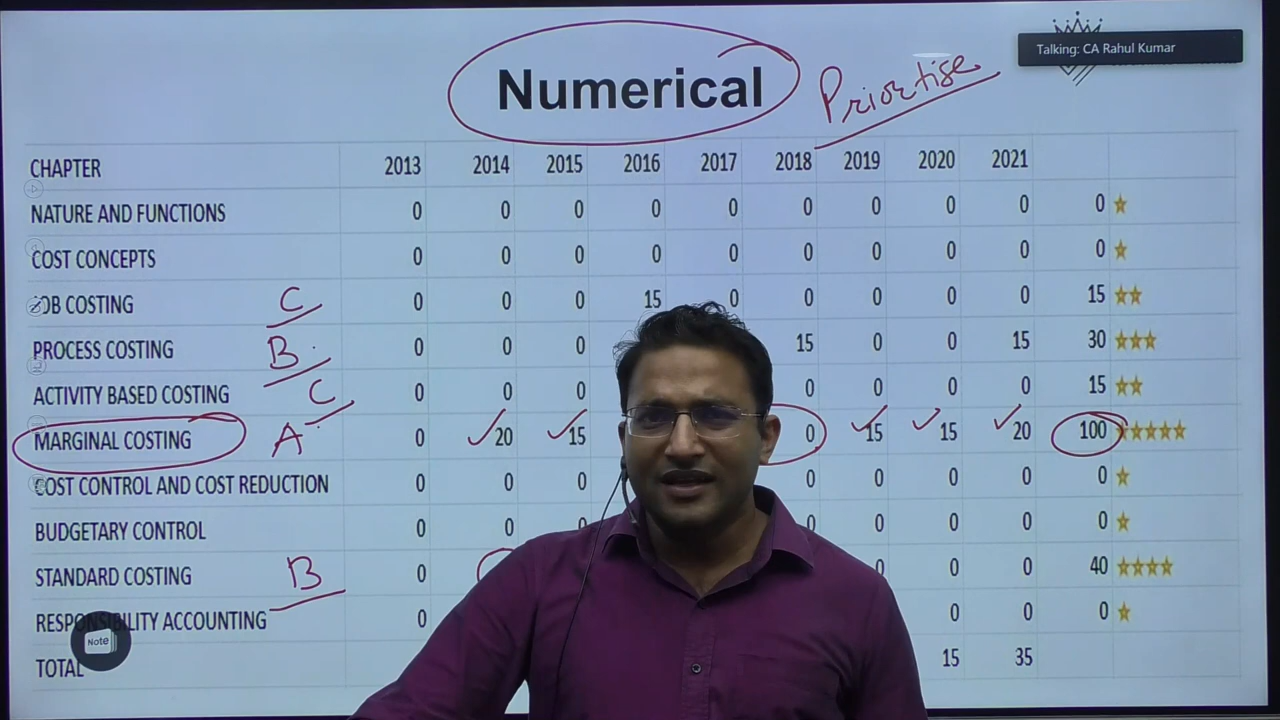 Talking: CA Rahul Kumar
Numerical Prioritise
CHAPTER 2013 2014 2015 2016 2017 2018 2019 2020 2021
NATURE AND FUNCTIONS 0 0 0 0 0 0 0 0 0 0
COST CONCEPTS 0 0 0 0 0 0 0 0 0 0
JOB COSTING C 0 0 0 15 0 0 0 0 0 15
PROCESS COSTING B 0 0 0 15 0 0 15 30
ACTIVITY BASED COSTING C 0 0 0 0 0 0 0 15
MARGINAL COSTING A 0 20 15 0 15 15 20 100
COST CONTROL AND COST REDUCTION 0 0 0 0 0 0 0 0
BUDGETARY CONTROL 0 0 0 0 0 0 0 0
STANDARD COSTING B 0 0 0 0 40
RESPONSIBILITY ACCOUNTING 0 0 0 0
Note
TOTAL 15 35